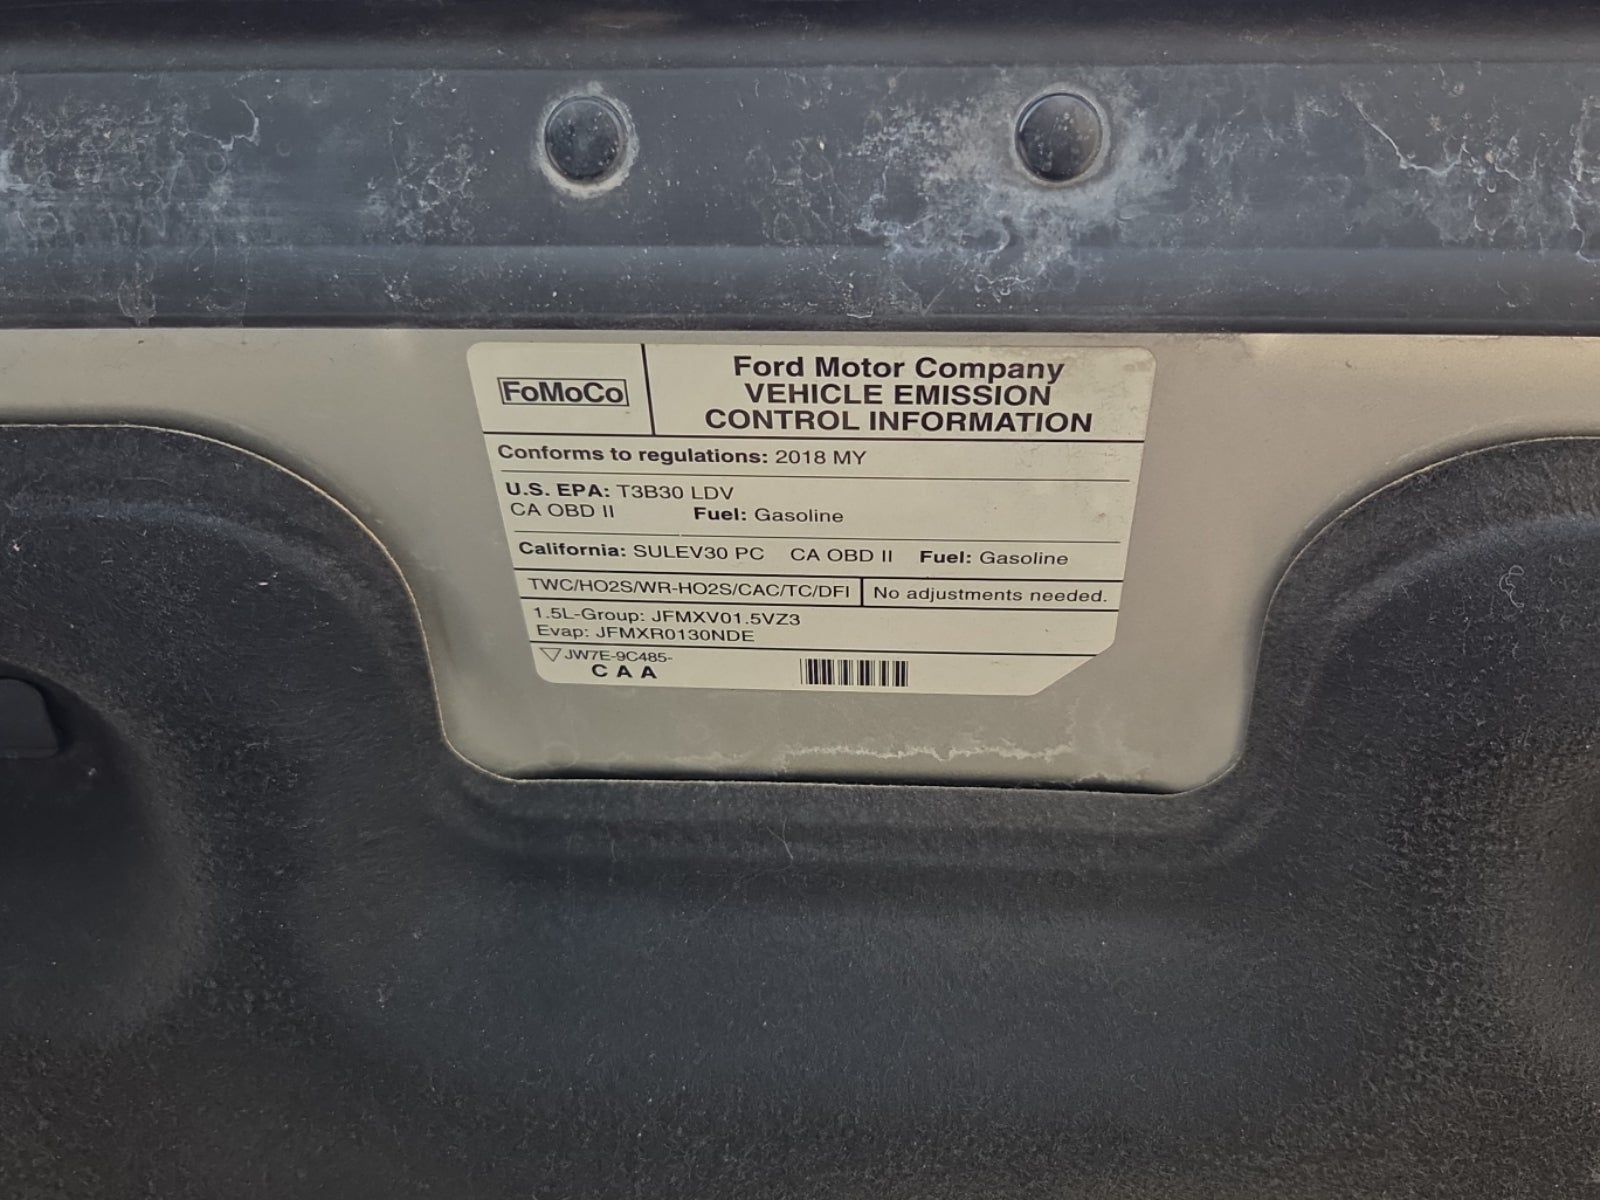 FoMoCo
Ford Motor Company
VEHICLE EMISSION
CONTROL INFORMATION
Conforms to regulations: 2018 MY
U.S. EPA: T3B30 LDV
CA OBD II Fuel: Gasoline
California: SULEV30 PC CA OBD II Fuel: Gasoline
TWC/HO2S/WR-HO2S/CAC/TC/DFI No adjustments needed.
1.5L-Group: JFMXV01.5VZ3
Evap: JFMXR0130NDE
JW7E-9C485-
C A A